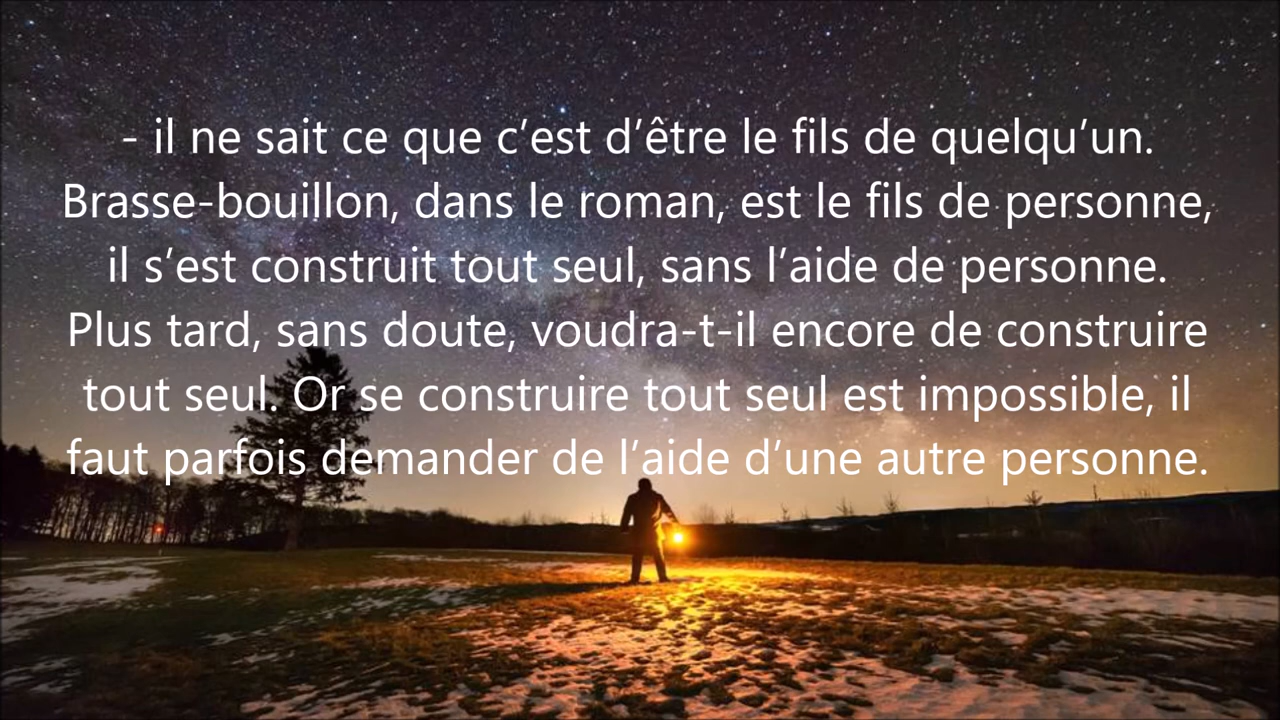 - il ne sait ce que c’est d’être le fils de quelqu’un.
Brasse-bouillon, dans le roman, est le fils de personne,
il s’est construit tout seul, sans l’aide de personne.
Plus tard, sans doute, voudra-t-il encore de construire
tout seul. Or se construire tout seul est impossible, il
faut parfois demander de l’aide d’une autre personne.